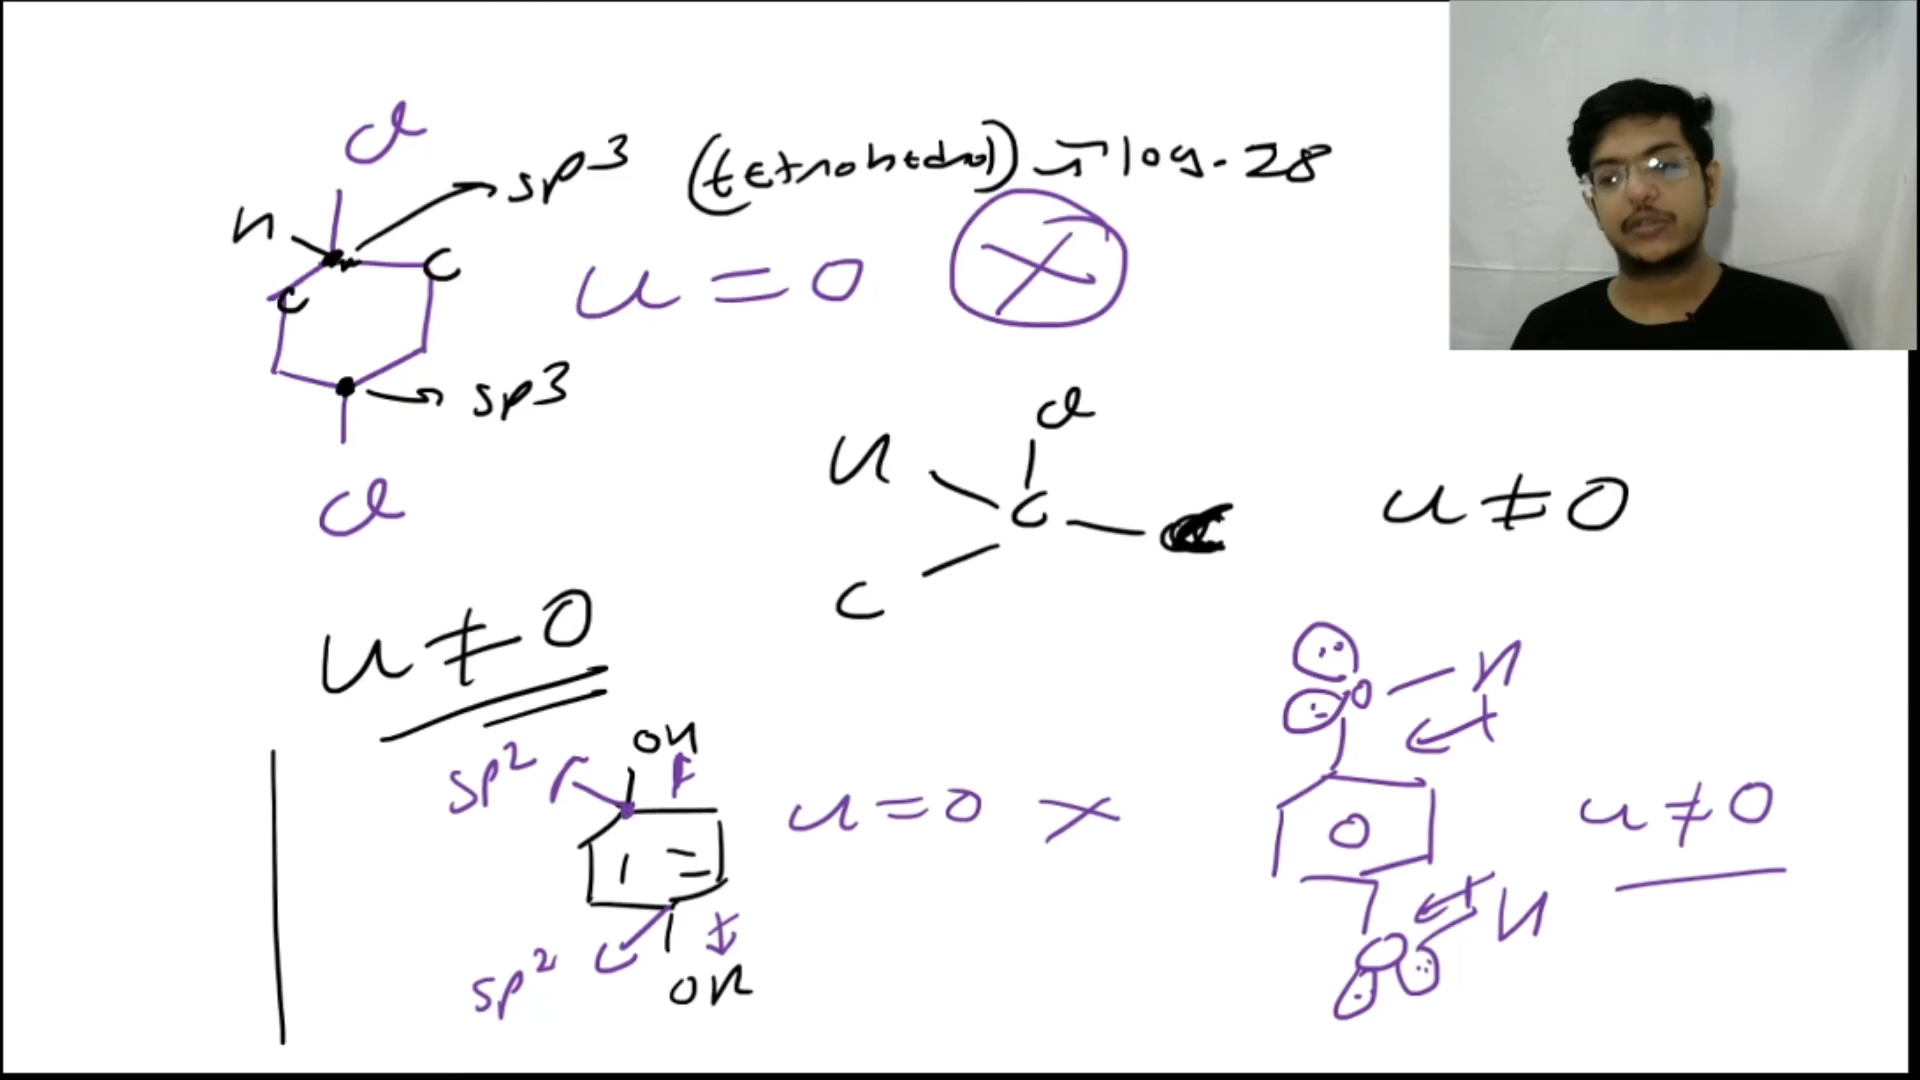 Cl
sp3 (tetrahedral) → 109.28
H
C
C
u = 0
sp3
Cl
Cl
H
C
C
u ≠ 0
u ≠ 0
OH
sp2
u = 0 ×
sp2
OH
O
H
O
u ≠ 0
O
H